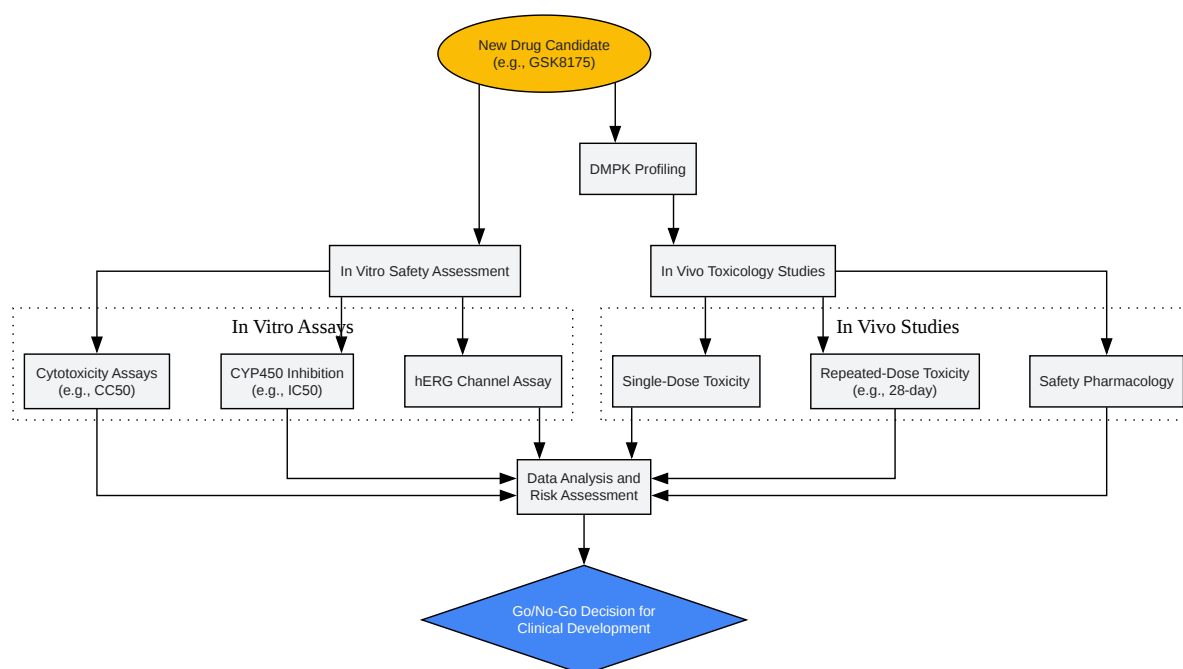 New Drug Candidate
(e.g., GSK8175)
DMPK Profiling
In Vitro Safety Assessment
In Vivo Toxicology Studies
In Vitro Assays
In Vivo Studies
Cytotoxicity Assays
(e.g., CC50)
CYP450 Inhibition
(e.g., IC50)
hERG Channel Assay
Single-Dose Toxicity
Repeated-Dose Toxicity
(e.g., 28-day)
Safety Pharmacology
Data Analysis and
Risk Assessment
Go/No-Go Decision for
Clinical Development